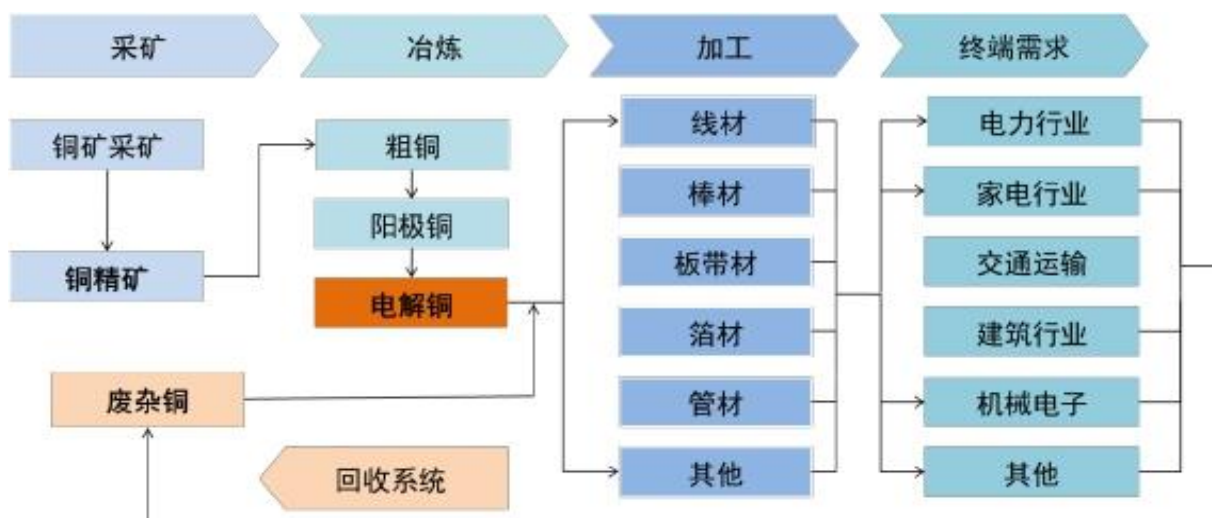 采矿
冶炼
加工
终端需求
铜矿采矿
铜精矿
粗铜
阳极铜
电解铜
废杂铜
回收系统
线材
棒材
板带材
箔材
管材
其他
电力行业
家电行业
交通运输
建筑行业
机械电子
其他